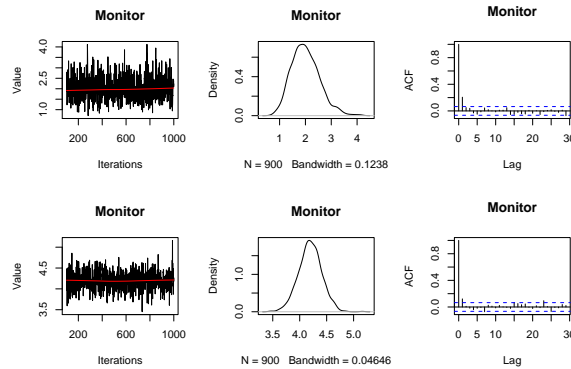 Monitor
Monitor
Monitor
Value
1.0 2.5 4.0
200 600 1000
Iterations
Density
0.0 0.4
1 2 3 4
N = 900 Bandwidth = 0.1238
ACF
0.0 0.4 0.8
0 5 10 20 30
Lag
Monitor
Monitor
Monitor
Value
3.5 4.5
200 600 1000
Iterations
Density
0.0 1.0
3.5 4.0 4.5 5.0
N = 900 Bandwidth = 0.04646
ACF
0.0 0.4 0.8
0 5 10 20 30
Lag